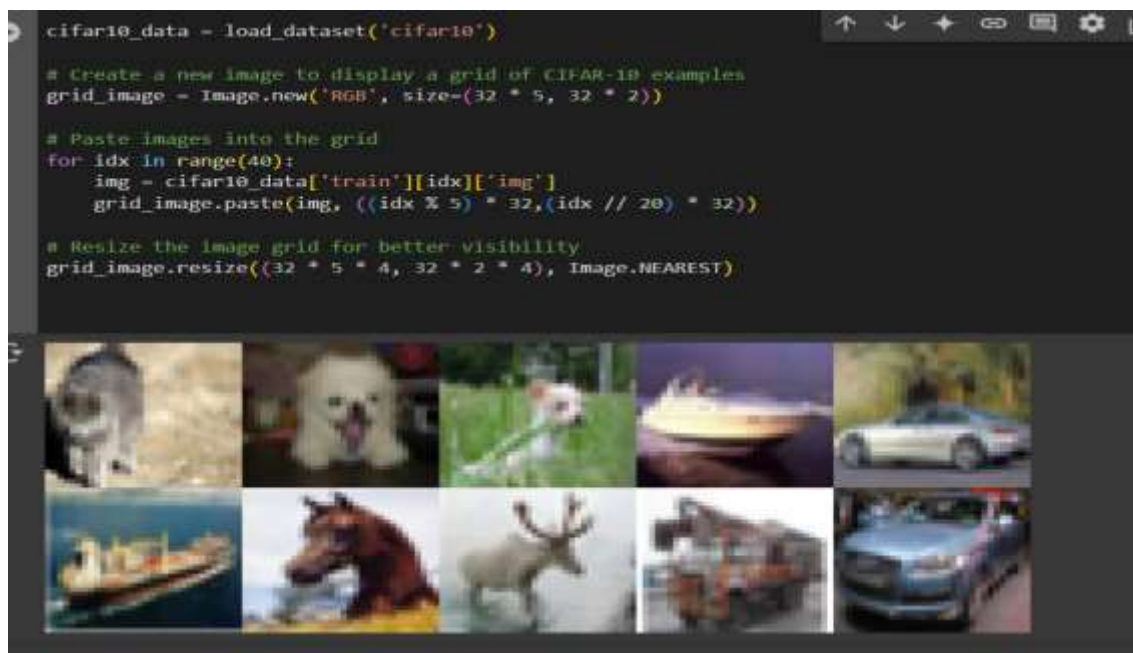 cifar10_data = load_dataset('cifar10')
# Create a new image to display a grid of CIFAR-10 examples
grid_image = Image.new('RGB', size=(32 * 5, 32 * 2))
# Paste images into the grid
for idx in range(40):
img = cifar10_data['train'][idx]['img']
grid_image.paste(img, ((idx % 5) * 32,(idx // 20) * 32))
# Resize the image grid for better visibility
grid_image.resize((32 * 5 * 4, 32 * 2 * 4), Image.NEAREST)